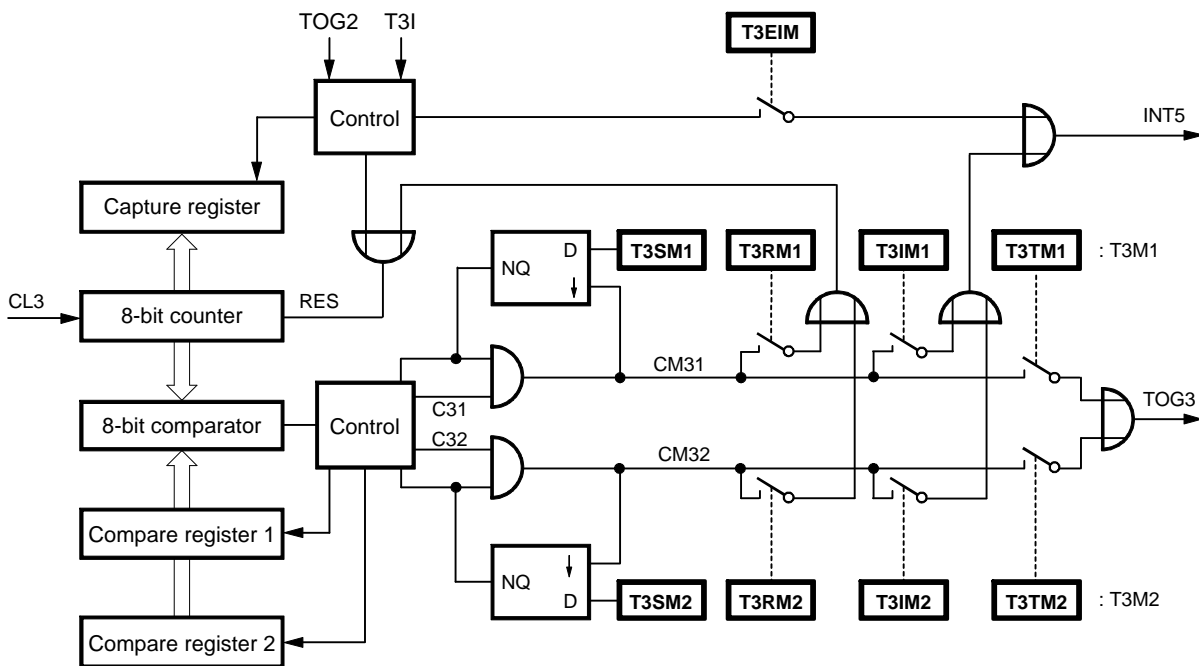 TOG2 T3I
T3EIM
Control
INT5
Capture register
D
NQ
T3SM1
T3RM1
T3IM1
T3TM1
: T3M1
CL3
8-bit counter
RES
CM31
8-bit comparator
Control
C31
C32
TOG3
CM32
Compare register 1
NQ
D
T3SM2
T3RM2
T3IM2
T3TM2
: T3M2
Compare register 2